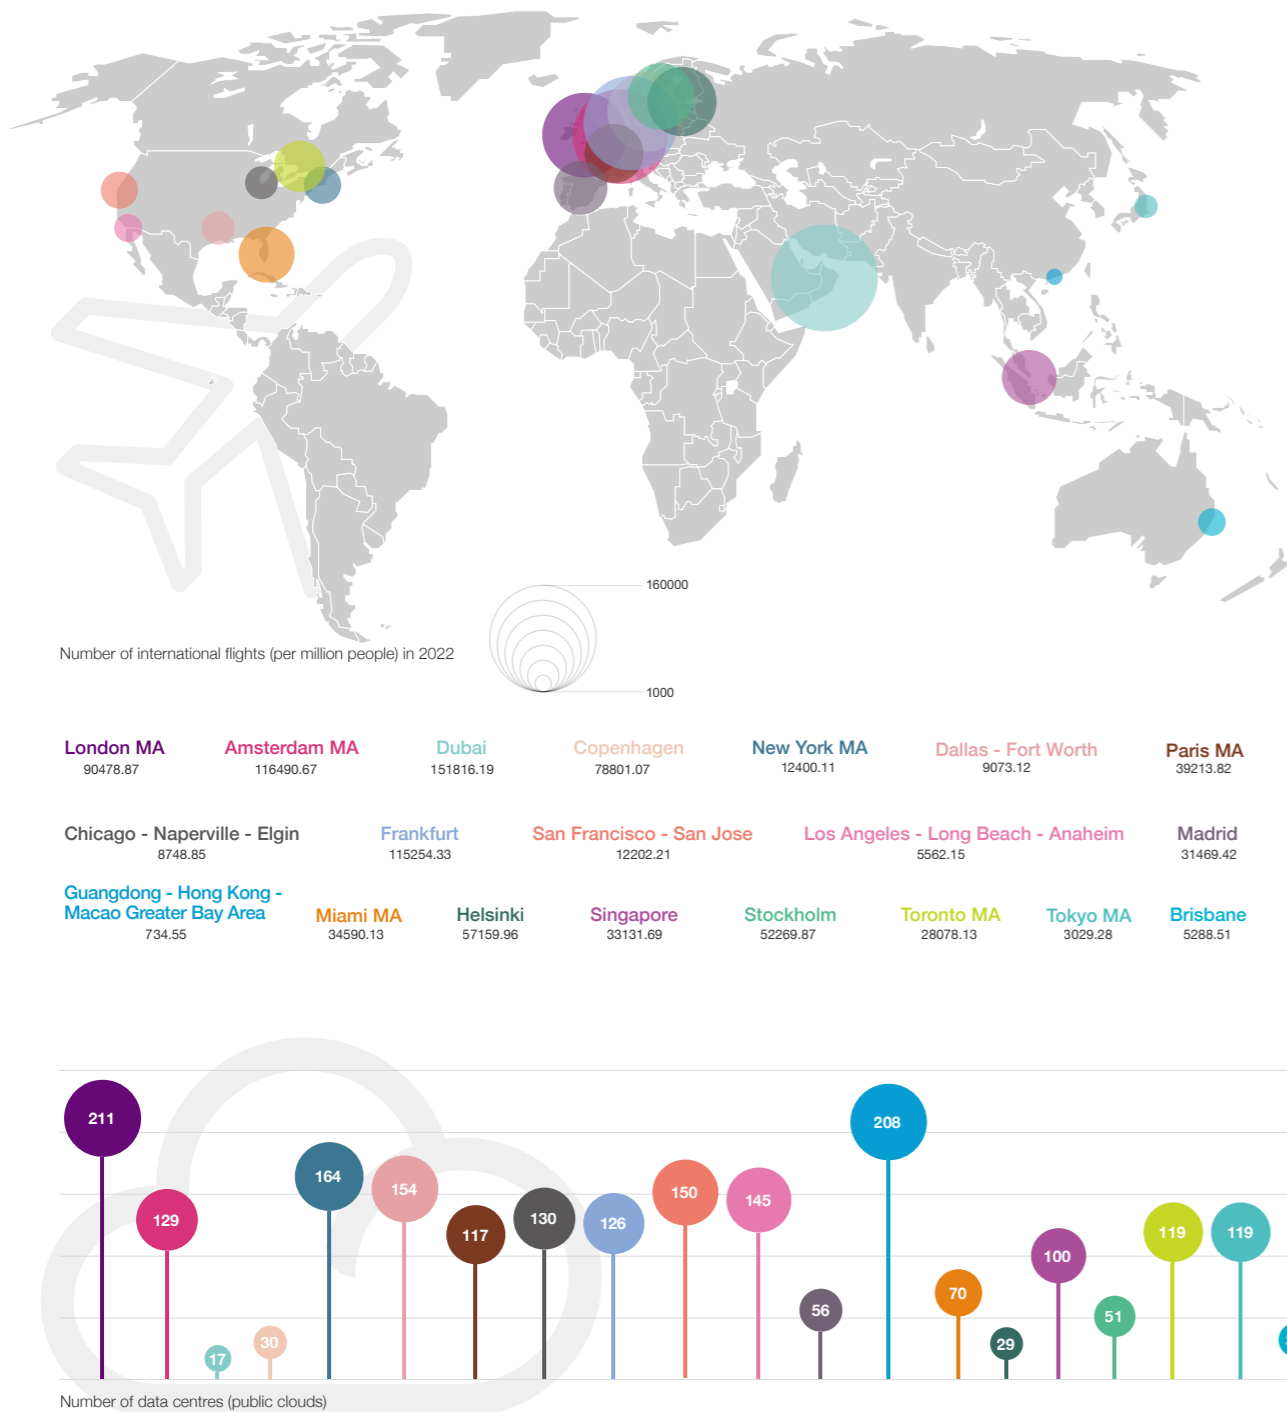 160000
Number of international flights (per million people) in 2022
1000
London MA
90478.87
Amsterdam MA
116490.67
Dubai
151816.19
Copenhagen
78801.07
New York MA
12400.11
Dallas - Fort Worth
9073.12
Paris MA
39213.82
Chicago - Naperville - Elgin
8748.85
Frankfurt
115254.33
San Francisco - San Jose
12202.21
Los Angeles - Long Beach - Anaheim
5562.15
Madrid
31469.42
Guangdong - Hong Kong -
Macao Greater Bay Area
734.55
Miami MA
34590.13
Helsinki
57159.96
Singapore
33131.69
Stockholm
52269.87
Toronto MA
28078.13
Tokyo MA
3029.28
Brisbane
5288.51
211
129
17
30
164
154
117
130
126
150
145
56
208
70
29
100
51
119
119
Number of data centres (public clouds)